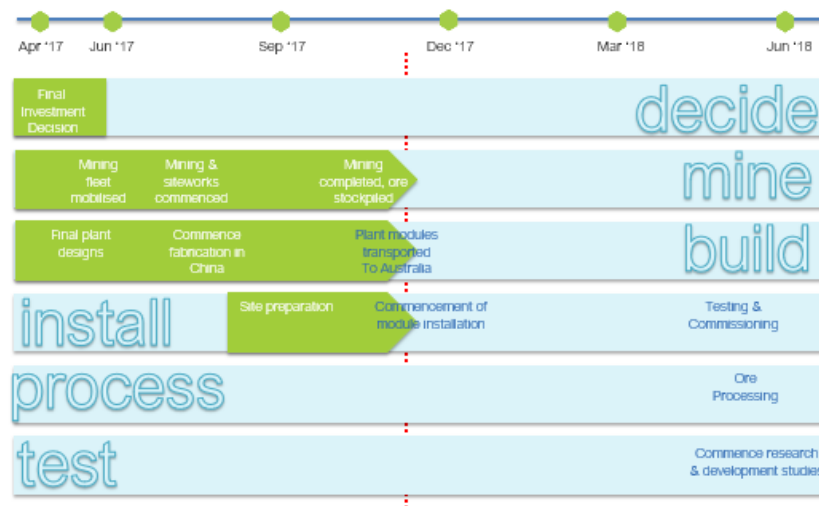 Apr '17 Jun '17 Sep '17 Dec '17 Mar '18 Jun '18
Final
Investment
Decision
decide
Mining
fleet
mobilised
Mining &
siteworks
commenced
Mining
completed, ore
stockpiled
mine
Final plant
designs
Commence
fabrication in
China
Plant modules
transported
To Australia
build
install
Site preparation
Commencement of
module installation
Testing &
Commissioning
process
Ore
Processing
test
Commence research
& development studies